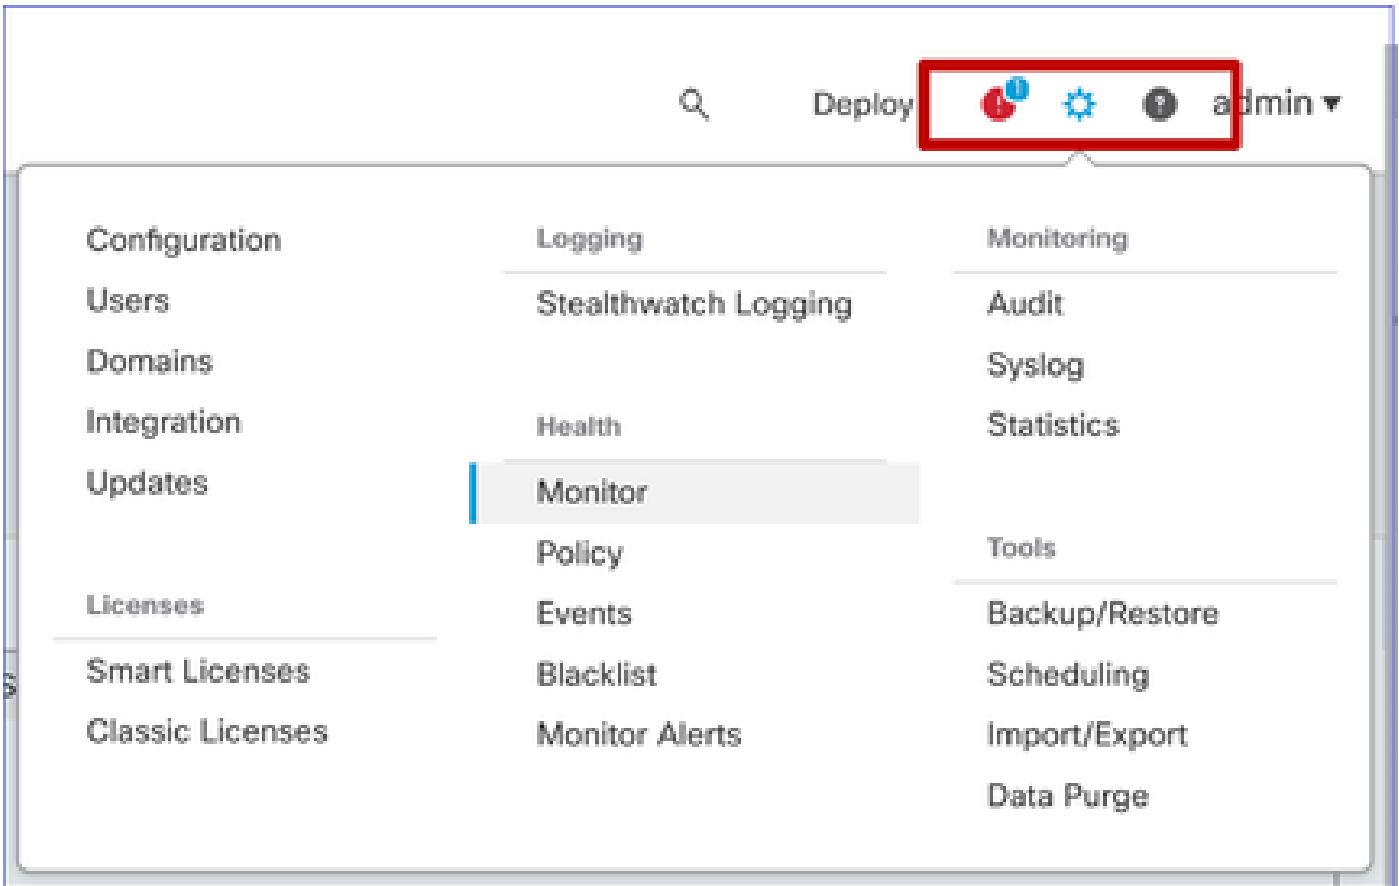 Deploy
admin
Configuration
Users
Domains
Integration
Updates
Licenses
Smart Licenses
Classic Licenses
Logging
Stealthwatch Logging
Health
Monitor
Policy
Events
Blacklist
Monitor Alerts
Monitoring
Audit
Syslog
Statistics
Tools
Backup/Restore
Scheduling
Import/Export
Data Purge